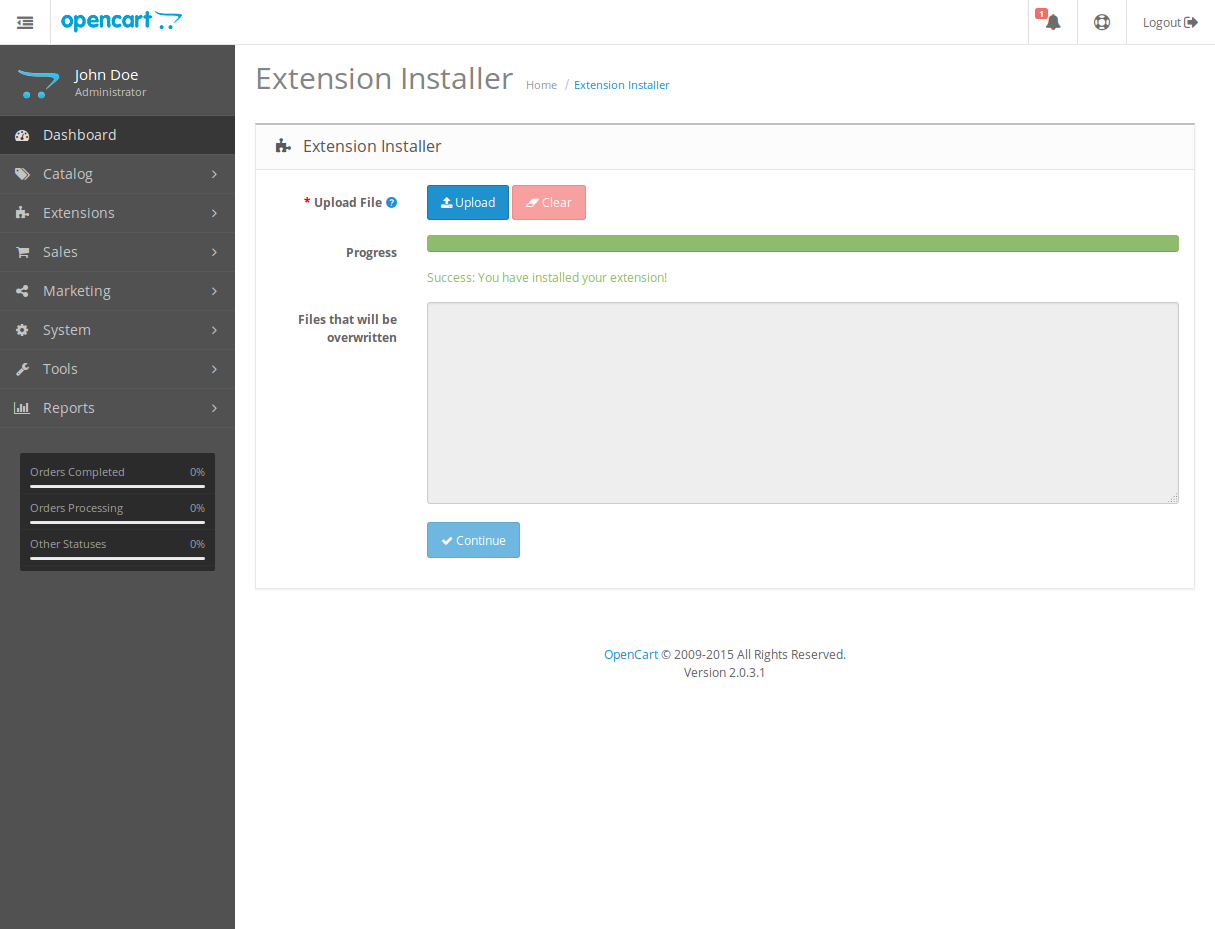 opencart
1
Logout
John Doe
Administrator
Dashboard
Catalog
Extensions
Sales
Marketing
System
Tools
Reports
Orders Completed 0%
Orders Processing 0%
Other Statuses 0%
Extension Installer Home / Extension Installer
Extension Installer
* Upload File ? Upload Clear
Progress
Success: You have installed your extension!
Files that will be
overwritten
Continue
OpenCart © 2009-2015 All Rights Reserved.
Version 2.0.3.1